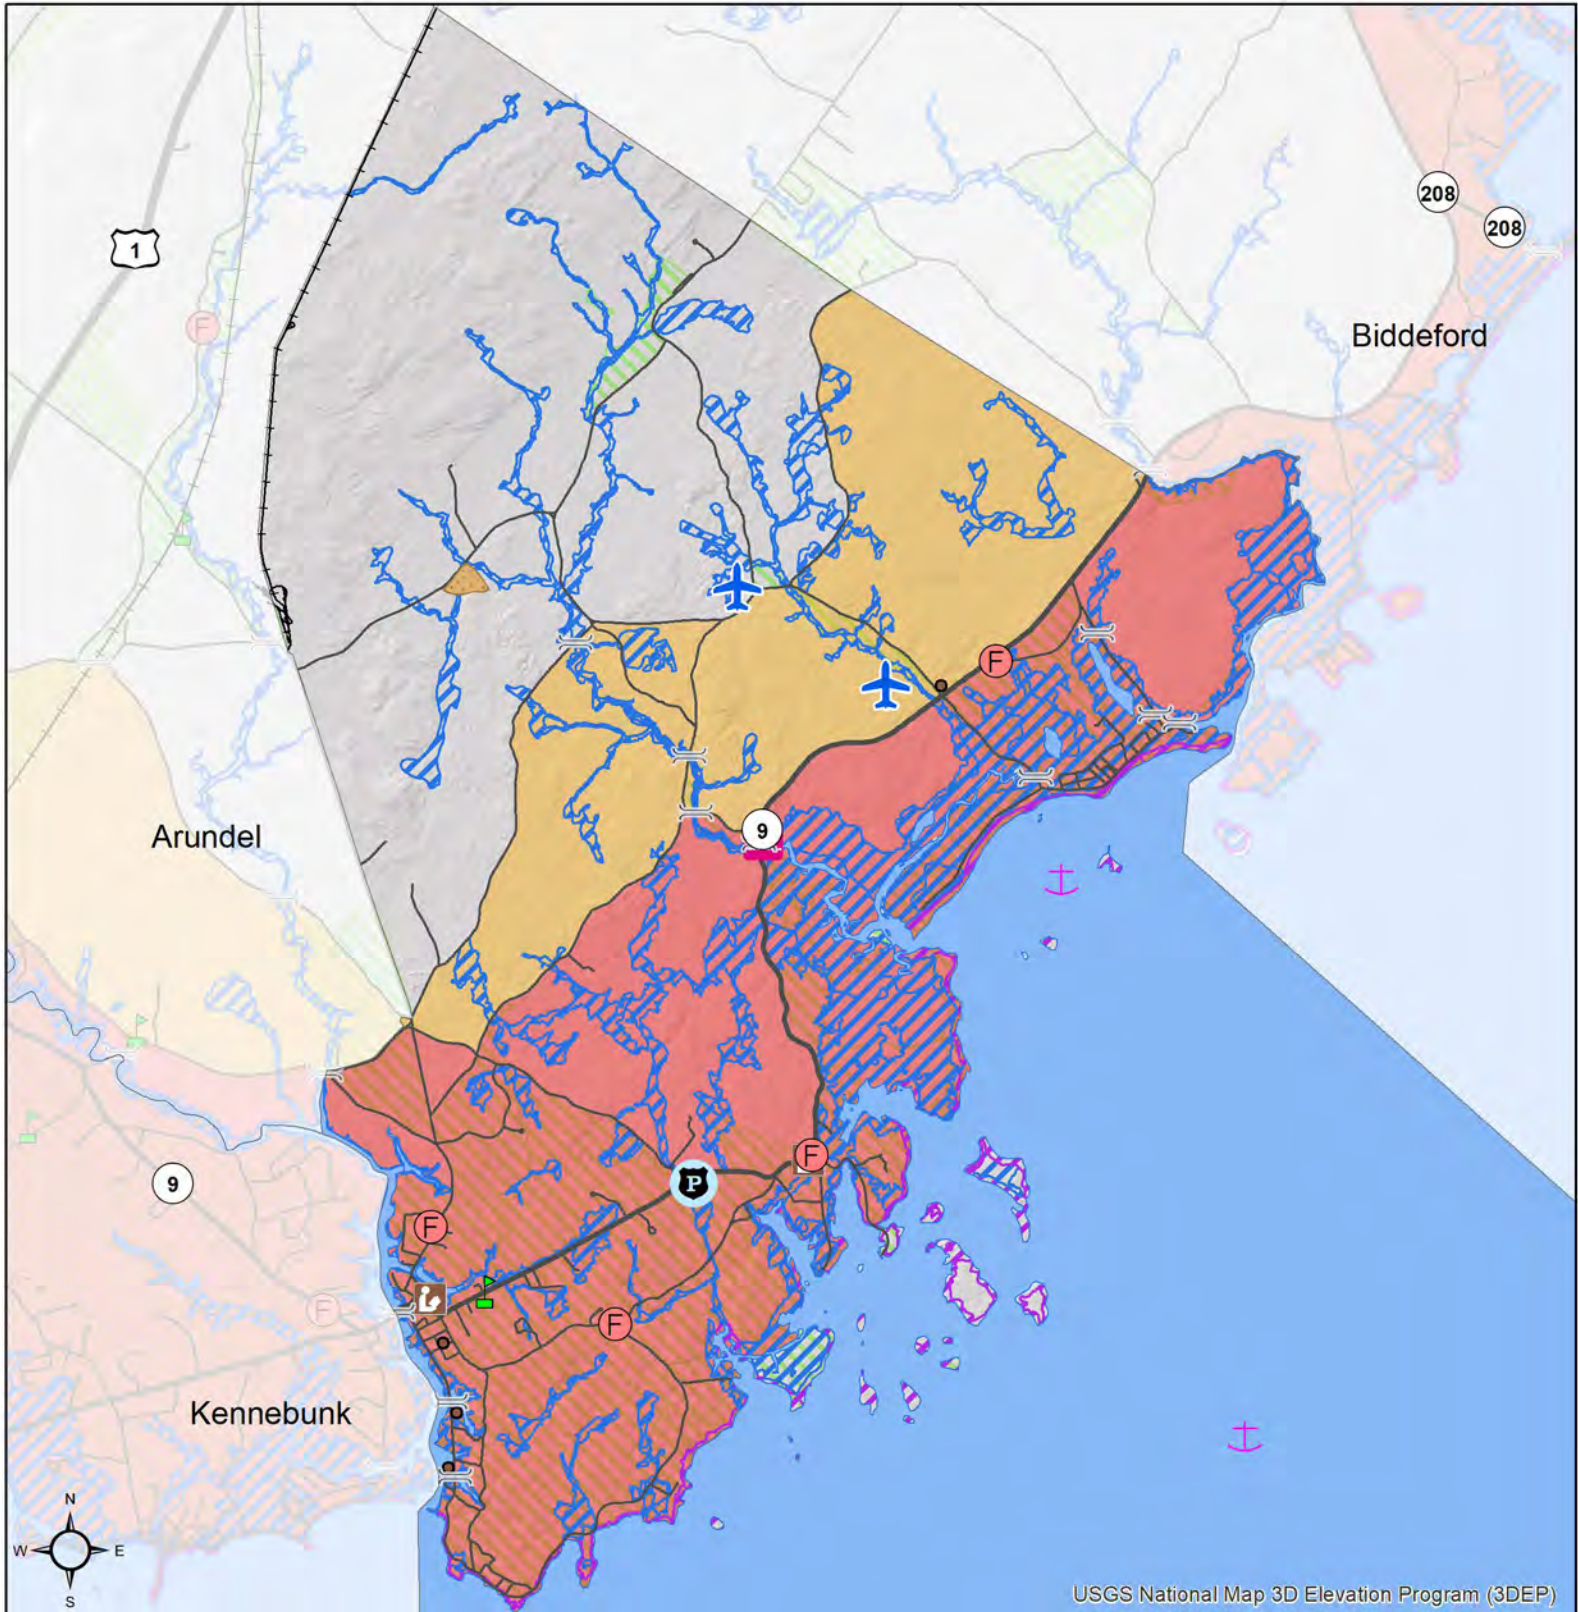 208
208
1
Biddeford
F
F
Arundel
9
F
9
P
F
F
F
Kennebunk
N
W E
S
USGS National Map 3D Elevation Program (3DEP)